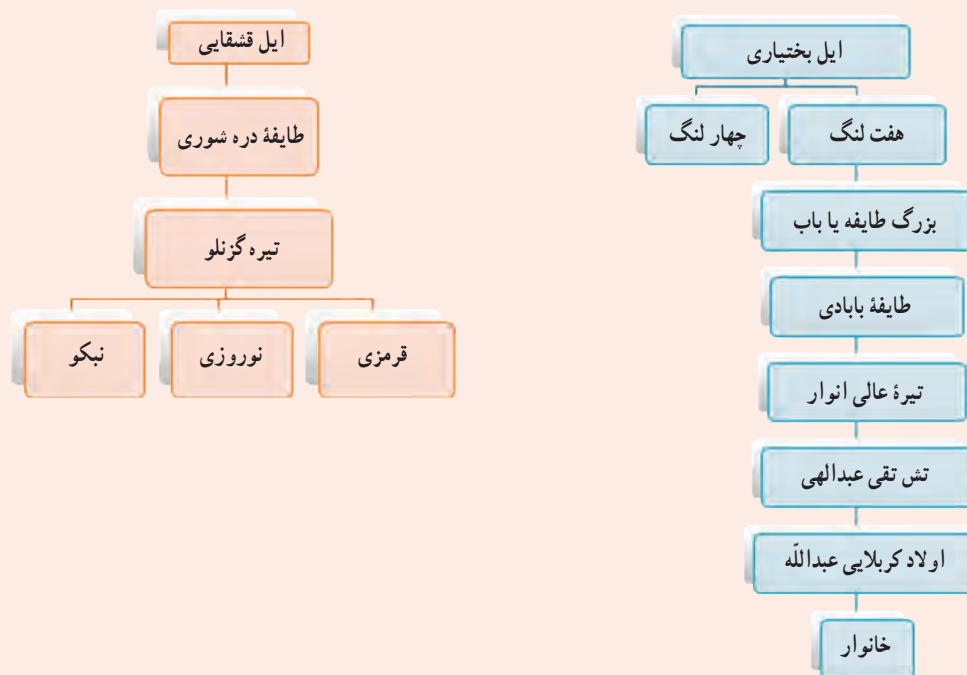 ایل بختیاری
هفت لنگ
چهار لنگ
بزرگ طایفه یا باب
طایفهٔ بابادی
تیرهٔ عالی انوار
تش تقی عبدالهی
اولاد کربلایی عبداللّه
خانوار
ایل قشقایی
طایفهٔ دره شوری
تیره گزنلو
قرمزی
نوروزی
نبکو